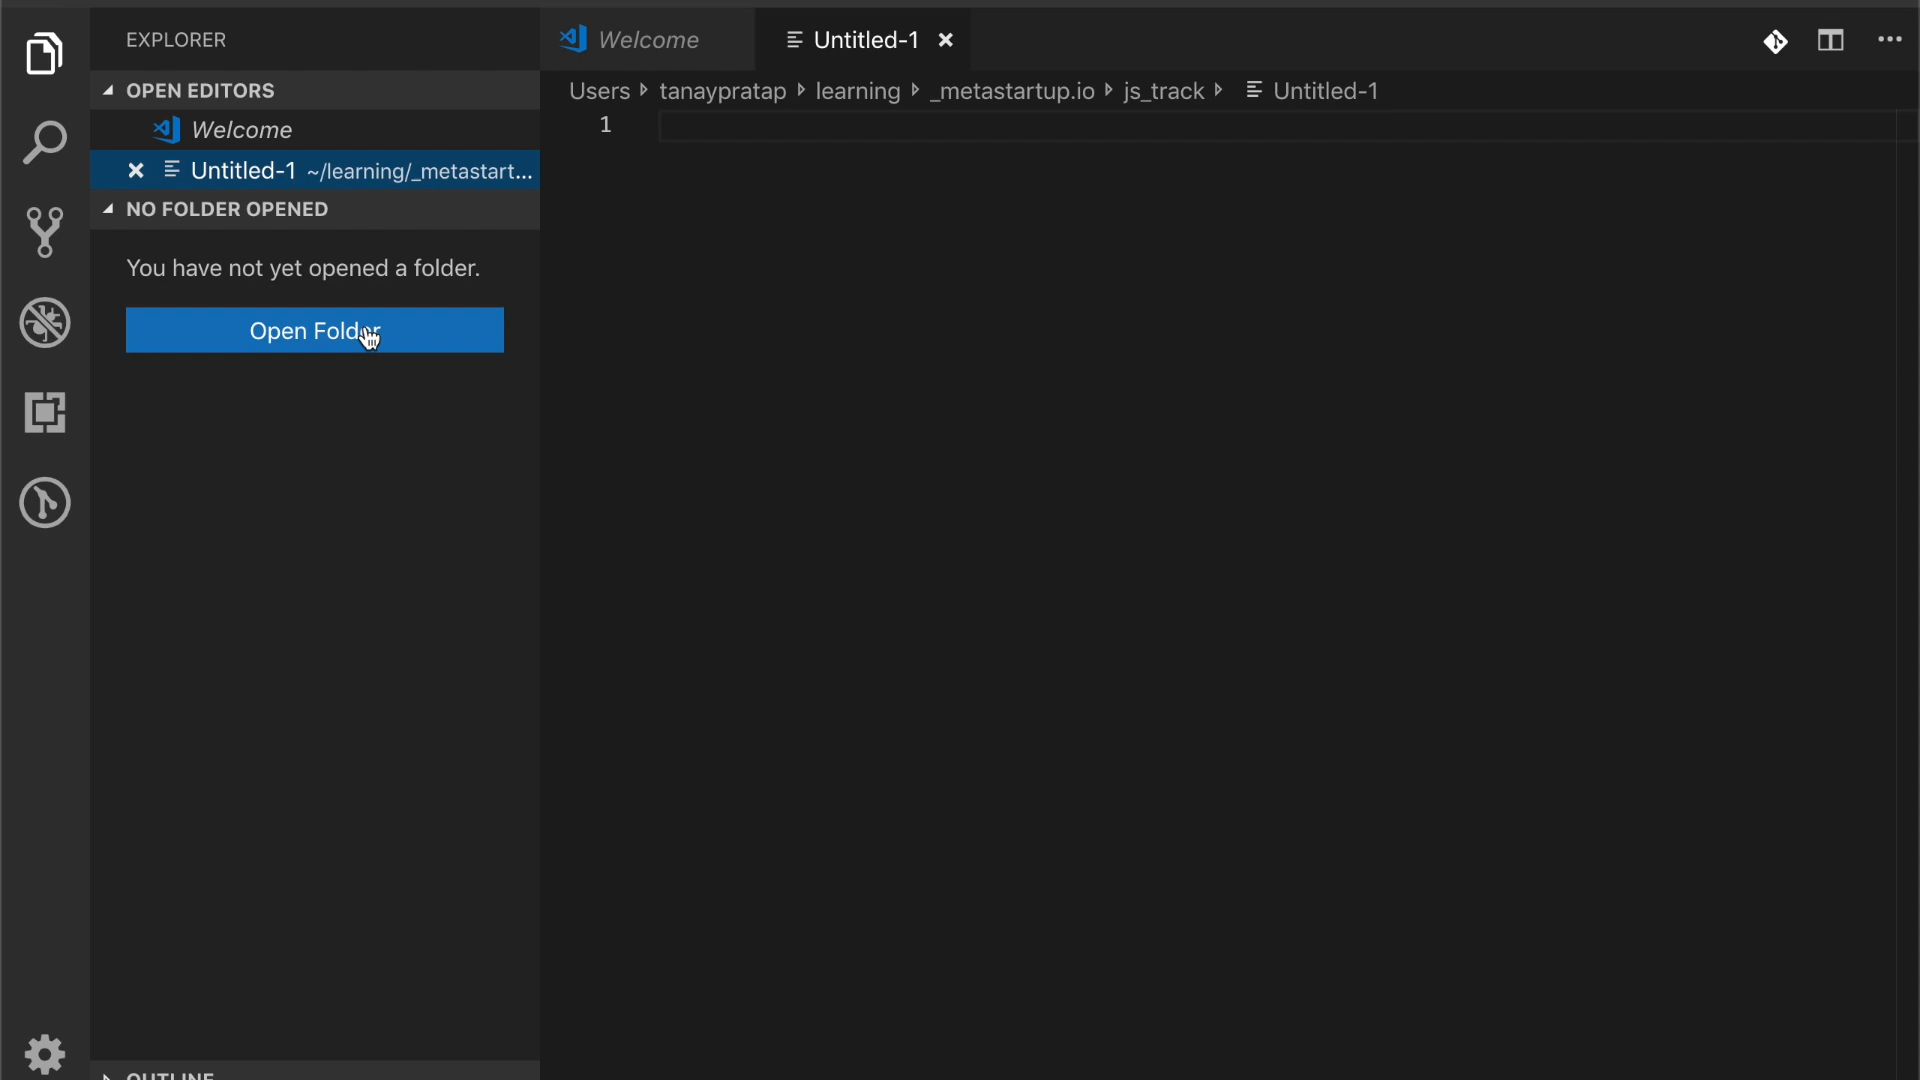 EXPLORER
OPEN EDITORS
Welcome
Untitled-1 ~/learning/_metastart...
NO FOLDER OPENED
You have not yet opened a folder.
Open Folder
OUTLINE
Welcome
Untitled-1
Users tanaypratap learning _metastartup.io js_track Untitled-1
1